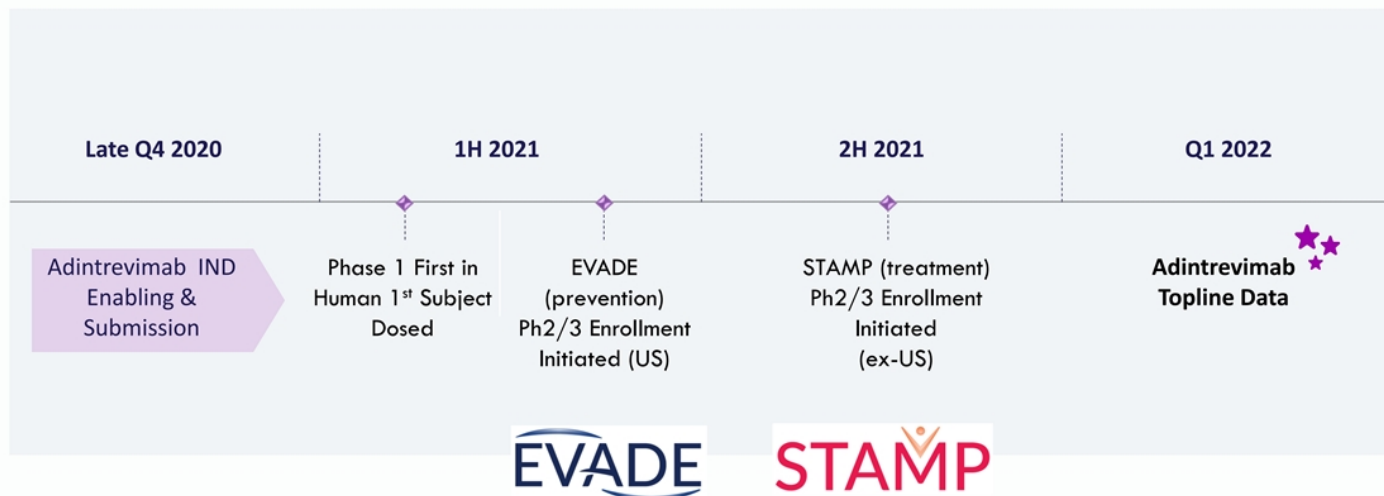 Late Q4 2020
1H 2021
2H 2021
Q1 2022
Adintrevimab IND
Enabling &
Submission
Phase 1 First in
Human 1st Subject
Dosed
EVADE
(prevention)
Ph2/3 Enrollment
Initiated (US)
STAMP (treatment)
Ph2/3 Enrollment
Initiated
(ex-US)
Adintrevimab
Topline Data
EVADE
STAMP